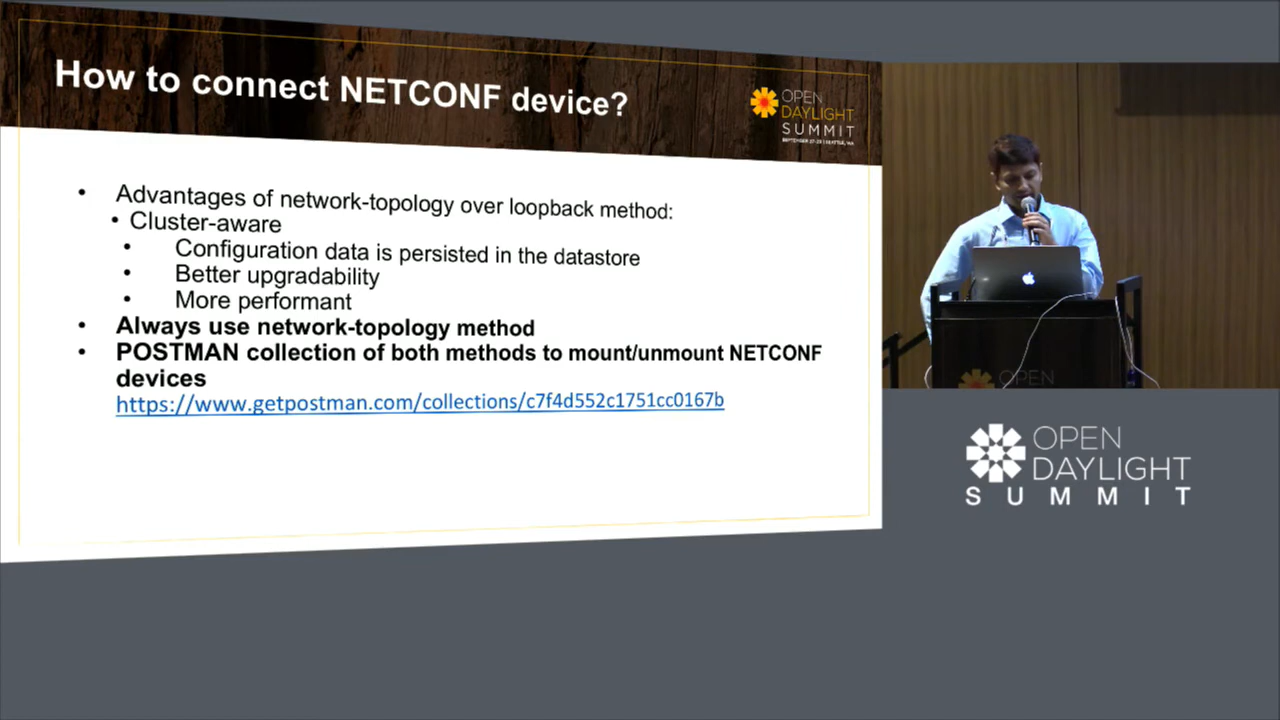 How to connect NETCONF device?
OPEN
DAYLIGHT
SUMMIT
• Advantages of network-topology over loopback method:
• Cluster-aware
• Configuration data is persisted in the datastore
• Better upgradability
• More performant
• Always use network-topology method
• POSTMAN collection of both methods to mount/unmount NETCONF
devices
https://www.getpostman.com/collections/c7f4d552c1751cc0167b
OPEN
OPEN
DAYLIGHT
SUMMIT